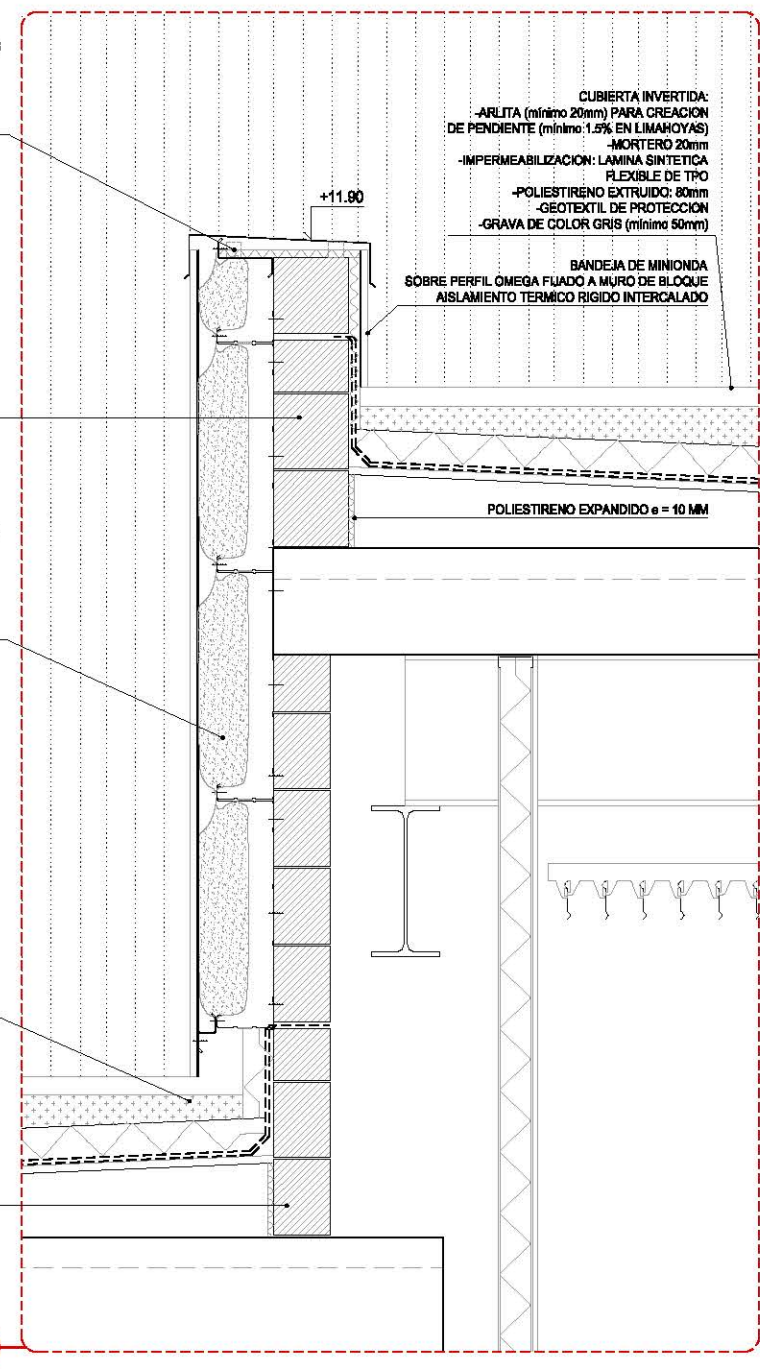 CUBIERTA INVERTIDA:
-ARLITA (mínimo 20mm) PARA CREACION
DE PENDIENTE (mínimo 1.5% EN LIMAHOYAS)
-MORTERO 20mm
-IMPERMEABILIZACION: LAMINA SINTETICA
FLEXIBLE DE TPO
-POLIESTIRENO EXTRUIDO: 80mm
-GEOTEXTIL DE PROTECCION
-GRAVA DE COLOR GRIS (mínimo 50mm)
+11.90
BANDEJA DE MINIONDA
SOBRE PERFIL OMEGA FIJADO A MURO DE BLOQUE
AISLAMIENTO TERMICO RIGIDO INTERCALADO
POLIESTIRENO EXPANDIDO e = 10 MM